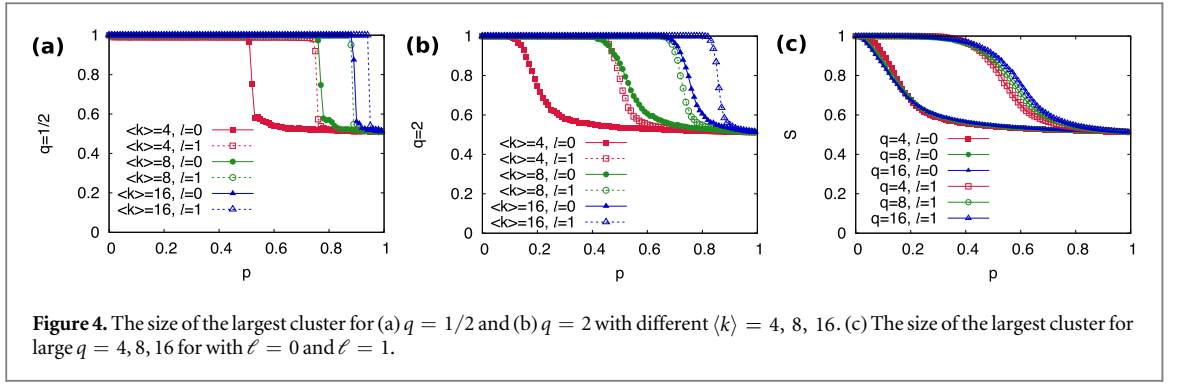 (a)
q=1/2
1
0.8
0.6
0.4
0.2
0
<k>=4, l=0
<k>=4, l=1
<k>=8, l=0
<k>=8, l=1
<k>=16, l=0
<k>=16, l=1
0 0.2 0.4 0.6 0.8 1
p
(b)
q=2
1
0.8
0.6
0.4
0.2
0
<k>=4, l=0
<k>=4, l=1
<k>=8, l=0
<k>=8, l=1
<k>=16, l=0
<k>=16, l=1
0 0.2 0.4 0.6 0.8 1
p
(c)
S
1
0.8
0.6
0.4
0.2
0
q=4, l=0
q=8, l=0
q=16, l=0
q=4, l=1
q=8, l=1
q=16, l=1
0 0.2 0.4 0.6 0.8 1
p
Figure 4. The size of the largest cluster for (a) q = 1/2 and (b) q = 2 with different ⟨k⟩ = 4, 8, 16. (c) The size of the largest cluster for
large q = 4, 8, 16 for with ℓ = 0 and ℓ = 1.